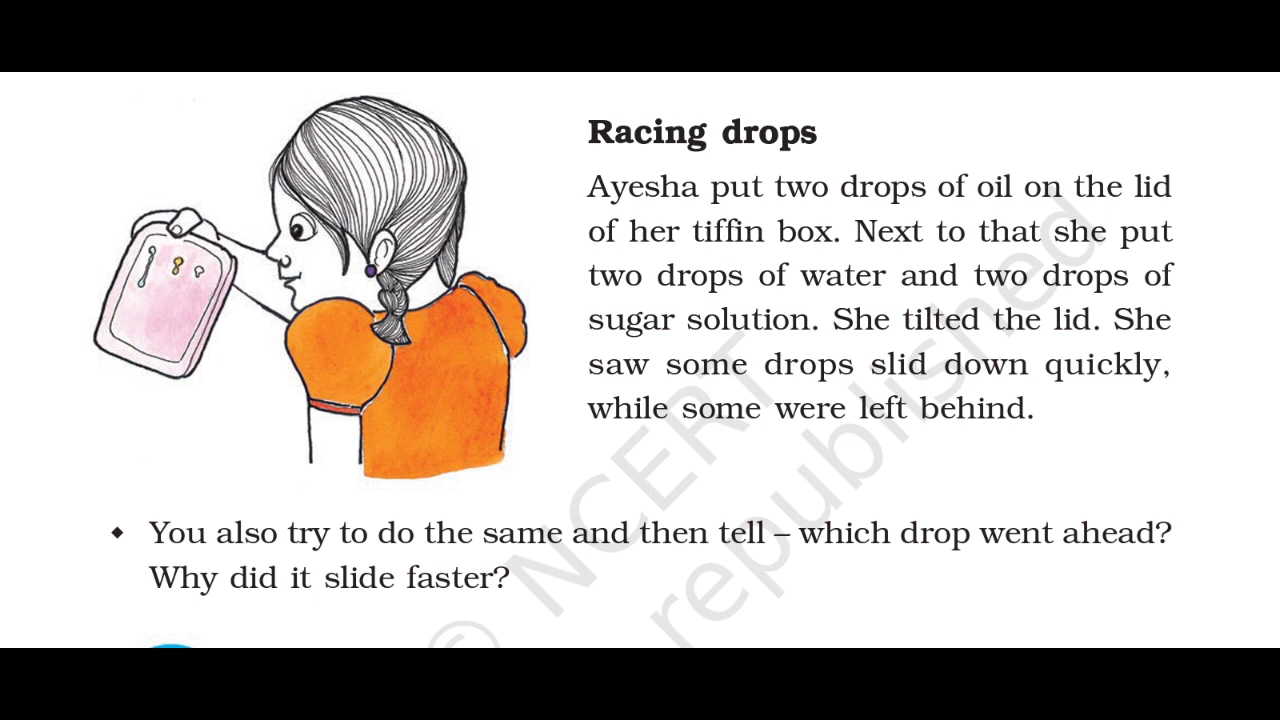 Racing drops
Ayesha put two drops of oil on the lid
of her tiffin box. Next to that she put
two drops of water and two drops of
sugar solution. She tilted the lid. She
saw some drops slid down quickly,
while some were left behind.
◆ You also try to do the same and then tell – which drop went ahead?
Why did it slide faster?
© NCERT
republished